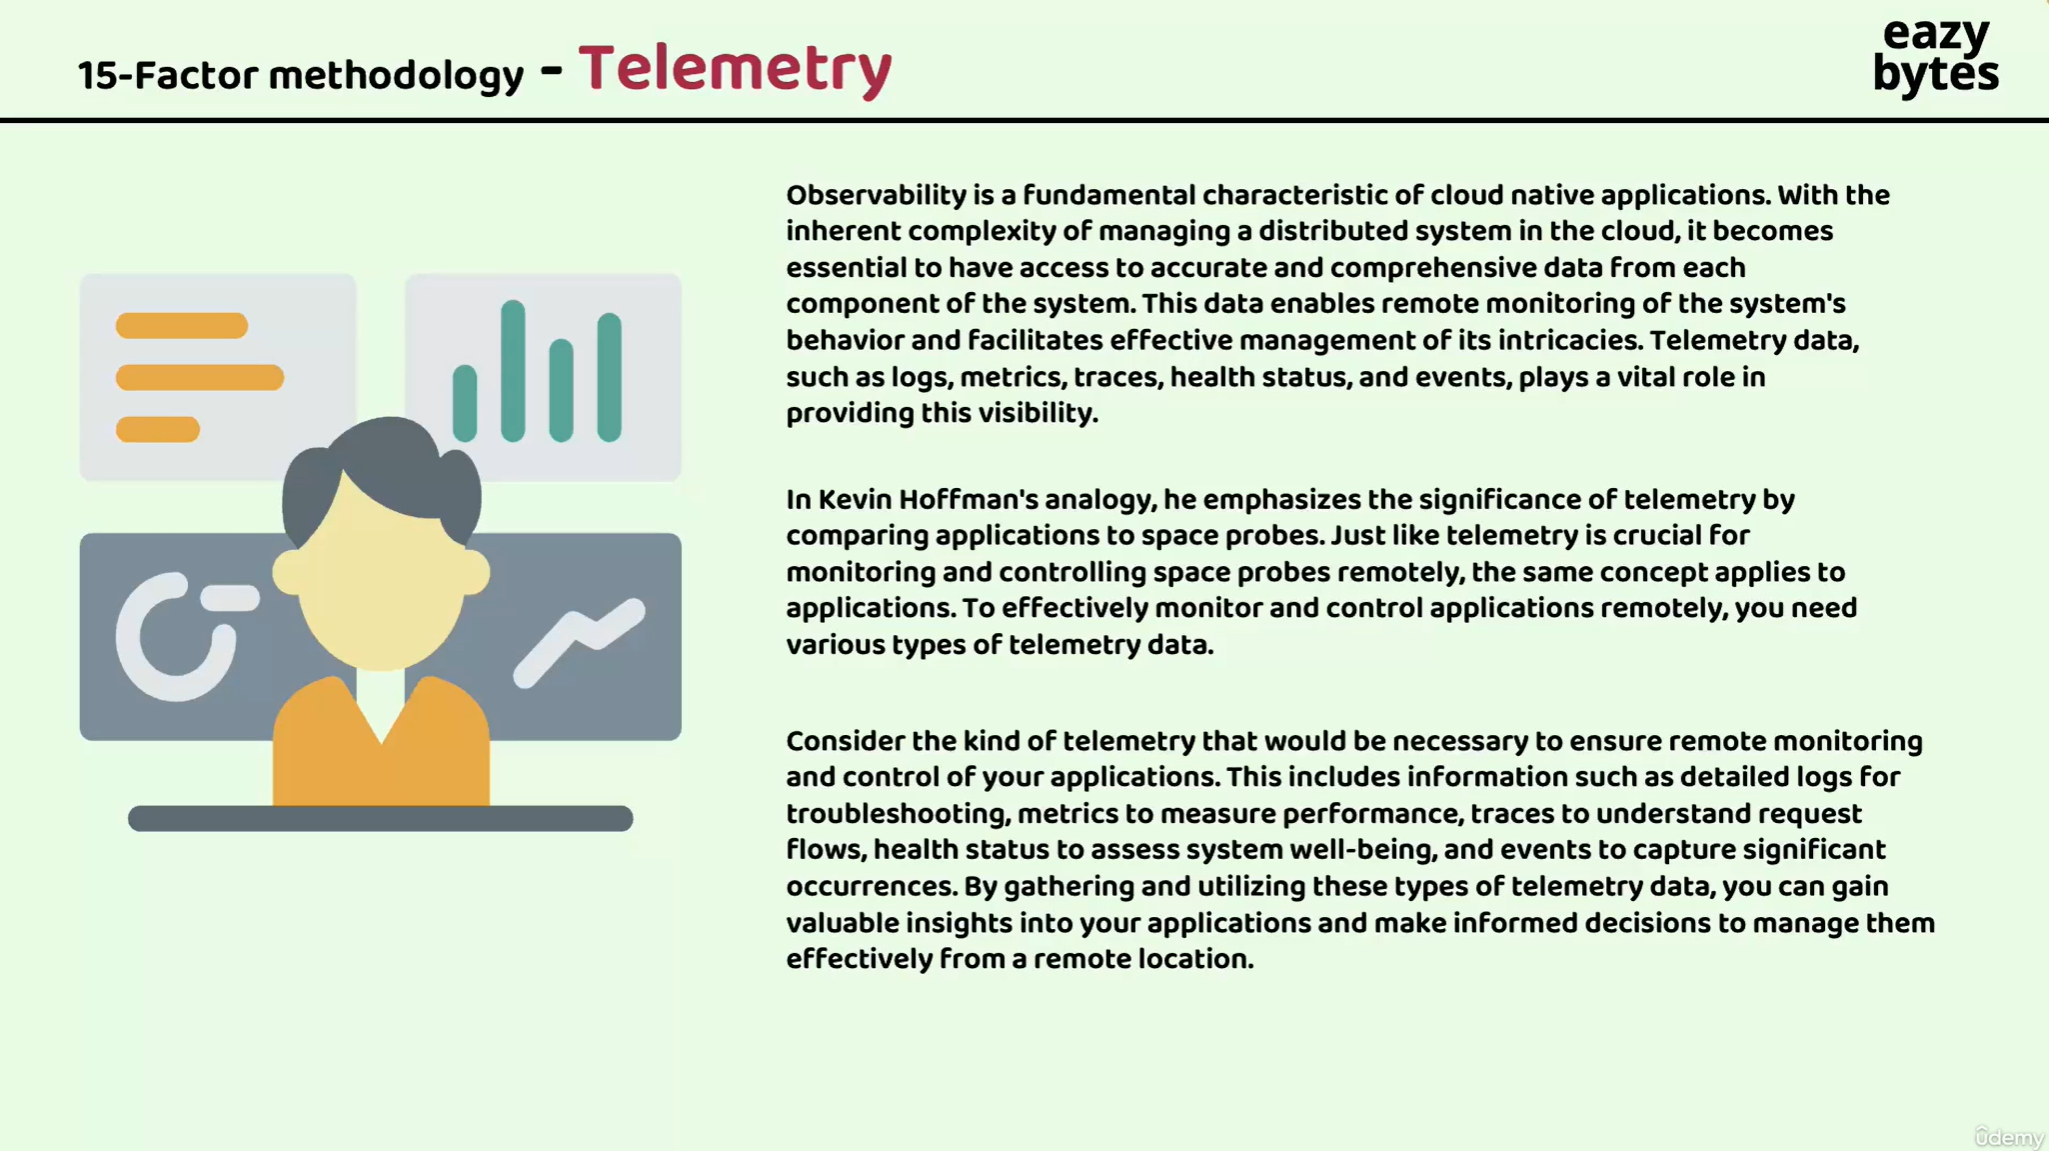 15-Factor methodology - Telemetry
eazy
bytes
Observability is a fundamental characteristic of cloud native applications. With the
inherent complexity of managing a distributed system in the cloud, it becomes
essential to have access to accurate and comprehensive data from each
component of the system. This data enables remote monitoring of the system's
behavior and facilitates effective management of its intricacies. Telemetry data,
such as logs, metrics, traces, health status, and events, plays a vital role in
providing this visibility.
In Kevin Hoffman's analogy, he emphasizes the significance of telemetry by
comparing applications to space probes. Just like telemetry is crucial for
monitoring and controlling space probes remotely, the same concept applies to
applications. To effectively monitor and control applications remotely, you need
various types of telemetry data.
Consider the kind of telemetry that would be necessary to ensure remote monitoring
and control of your applications. This includes information such as detailed logs for
troubleshooting, metrics to measure performance, traces to understand request
flows, health status to assess system well-being, and events to capture significant
occurrences. By gathering and utilizing these types of telemetry data, you can gain
valuable insights into your applications and make informed decisions to manage them
effectively from a remote location.
ûdemy